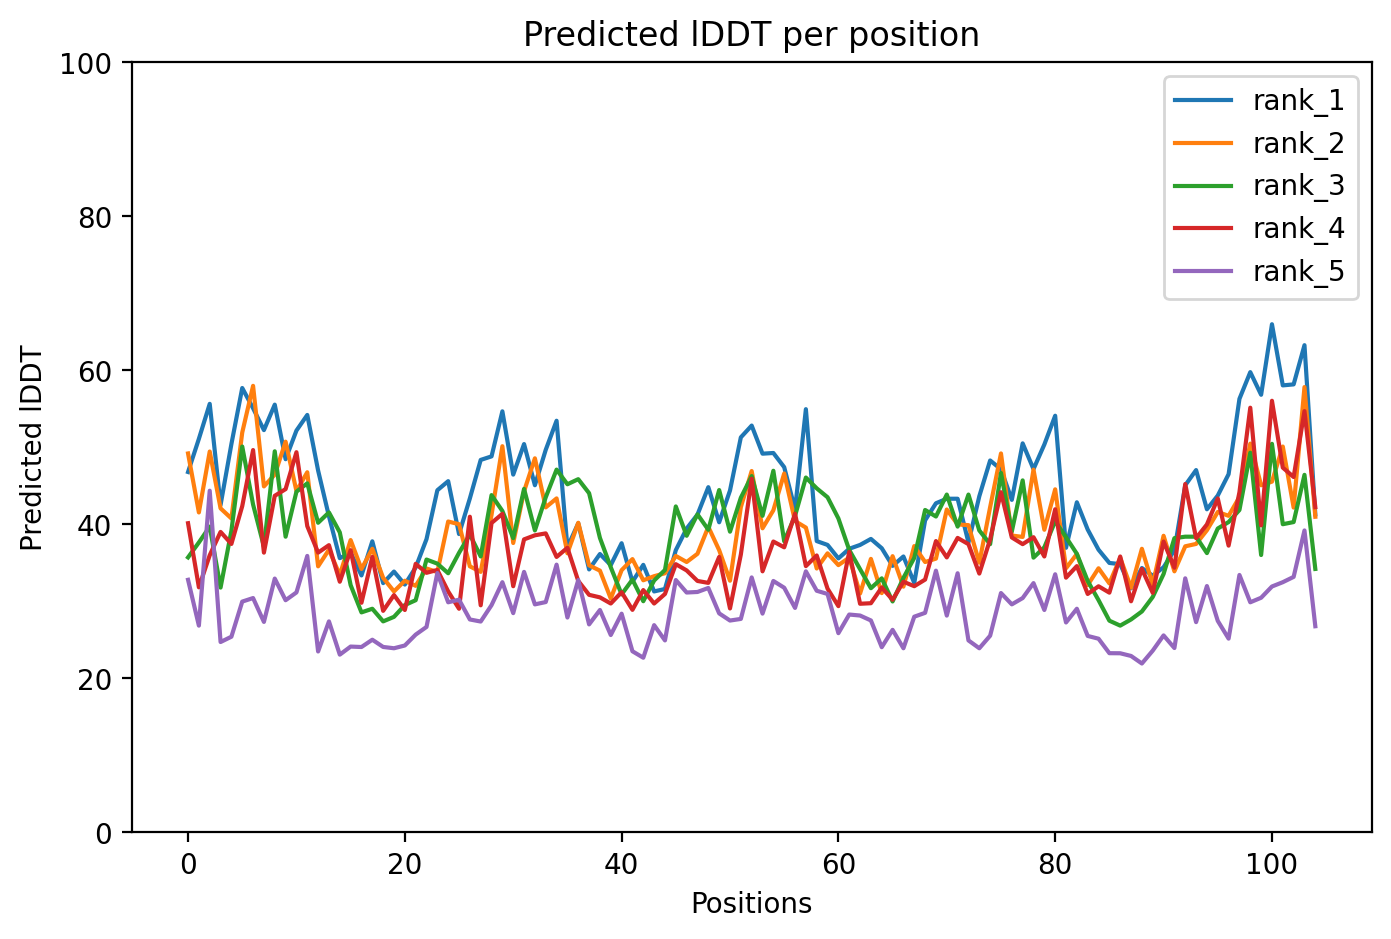 Predicted lDDT per position
100
80
60
40
20
0
Predicted lDDT
rank_1
rank_2
rank_3
rank_4
rank_5
0 20 40 60 80 100
Positions